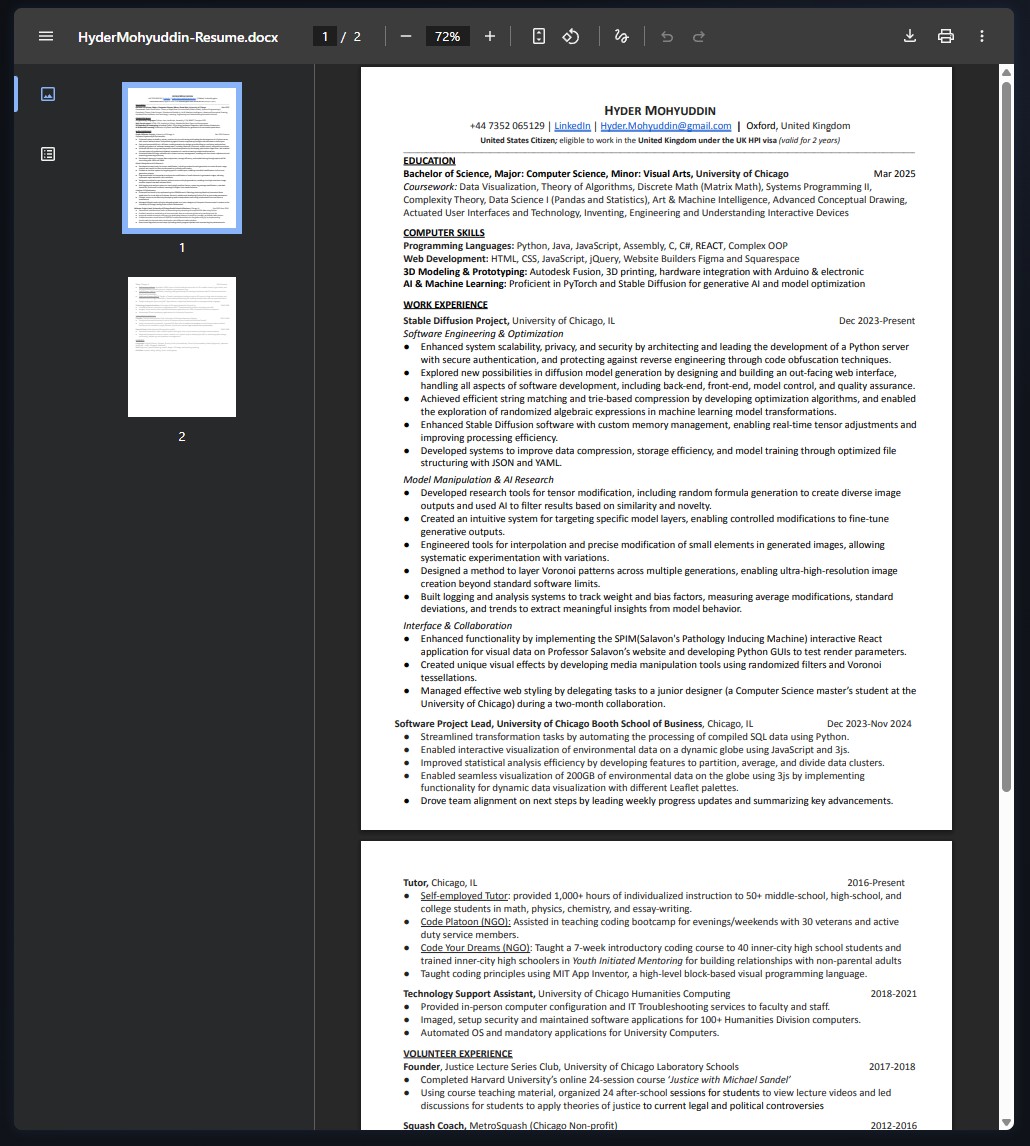 HyderMohyuddin-Resume.docx
1 / 2
72%
1
2
HYDER MOHYUDDIN
+44 7352 065129 | LinkedIn | Hyder.Mohyuddin@gmail.com | Oxford, United Kingdom
United States Citizen; eligible to work in the United Kingdom under the UK HPI visa (valid for 2 years)
EDUCATION
Bachelor of Science, Major: Computer Science, Minor: Visual Arts, University of Chicago Mar 2025
Coursework: Data Visualization, Theory of Algorithms, Discrete Math (Matrix Math), Systems Programming II,
Complexity Theory, Data Science I (Pandas and Statistics), Art & Machine Intelligence, Advanced Conceptual Drawing,
Actuated User Interfaces and Technology, Inventing, Engineering and Understanding Interactive Devices
COMPUTER SKILLS
Programming Languages: Python, Java, JavaScript, Assembly, C, C#, REACT, Complex OOP
Web Development: HTML, CSS, JavaScript, jQuery, Website Builders Figma and Squarespace
3D Modeling & Prototyping: Autodesk Fusion, 3D printing, hardware integration with Arduino & electronic
AI & Machine Learning: Proficient in PyTorch and Stable Diffusion for generative AI and model optimization
WORK EXPERIENCE
Stable Diffusion Project, University of Chicago, IL Dec 2023-Present
Software Engineering & Optimization
● Enhanced system scalability, privacy, and security by architecting and leading the development of a Python server
with secure authentication, and protecting against reverse engineering through code obfuscation techniques.
● Explored new possibilities in diffusion model generation by designing and building an out-facing web interface,
handling all aspects of software development, including back-end, front-end, model control, and quality assurance.
● Achieved efficient string matching and trie-based compression by developing optimization algorithms, and enabled
the exploration of randomized algebraic expressions in machine learning model transformations.
● Enhanced Stable Diffusion software with custom memory management, enabling real-time tensor adjustments and
improving processing efficiency.
● Developed systems to improve data compression, storage efficiency, and model training through optimized file
structuring with JSON and YAML.
Model Manipulation & AI Research
● Developed research tools for tensor modification, including random formula generation to create diverse image
outputs and used AI to filter results based on similarity and novelty.
● Created an intuitive system for targeting specific model layers, enabling controlled modifications to fine-tune
generative outputs.
● Engineered tools for interpolation and precise modification of small elements in generated images, allowing
systematic experimentation with variations.
● Designed a method to layer Voronoi patterns across multiple generations, enabling ultra-high-resolution image
creation beyond standard software limits.
● Built logging and analysis systems to track weight and bias factors, measuring average modifications, standard
deviations, and trends to extract meaningful insights from model behavior.
Interface & Collaboration
● Enhanced functionality by implementing the SPIM(Salavon's Pathology Inducing Machine) interactive React
application for visual data on Professor Salavon's website and developing Python GUIs to test render parameters.
● Created unique visual effects by developing media manipulation tools using randomized filters and Voronoi
tessellations.
● Managed effective web styling by delegating tasks to a junior designer (a Computer Science master's student at the
University of Chicago) during a two-month collaboration.
Software Project Lead, University of Chicago Booth School of Business, Chicago, IL Dec 2023-Nov 2024
● Streamlined transformation tasks by automating the processing of compiled SQL data using Python.
● Enabled interactive visualization of environmental data on a dynamic globe using JavaScript and 3js.
● Improved statistical analysis efficiency by developing features to partition, average, and divide data clusters.
● Enabled seamless visualization of 200GB of environmental data on the globe using 3js by implementing
functionality for dynamic data visualization with different Leaflet palettes.
● Drove team alignment on next steps by leading weekly progress updates and summarizing key advancements.
Tutor, Chicago, IL 2016-Present
● Self-employed Tutor: provided 1,000+ hours of individualized instruction to 50+ middle-school, high-school, and
college students in math, physics, chemistry, and essay-writing.
● Code Platoon (NGO): Assisted in teaching coding bootcamp for evenings/weekends with 30 veterans and active
duty service members.
● Code Your Dreams (NGO): Taught a 7-week introductory coding course to 40 inner-city high school students and
trained inner-city high schoolers in Youth Initiated Mentoring for building relationships with non-parental adults
● Taught coding principles using MIT App Inventor, a high-level block-based visual programming language.
Technology Support Assistant, University of Chicago Humanities Computing 2018-2021
● Provided in-person computer configuration and IT Troubleshooting services to faculty and staff.
● Imaged, setup security and maintained software applications for 100+ Humanities Division computers.
● Automated OS and mandatory applications for University Computers.
VOLUNTEER EXPERIENCE
Founder, Justice Lecture Series Club, University of Chicago Laboratory Schools 2017-2018
● Completed Harvard University's online 24-session course 'Justice with Michael Sandel'
● Using course teaching material, organized 24 after-school sessions for students to view lecture videos and led
discussions for students to apply theories of justice to current legal and political controversies
Squash Coach, MetroSquash (Chicago Non-profit) 2012-2016